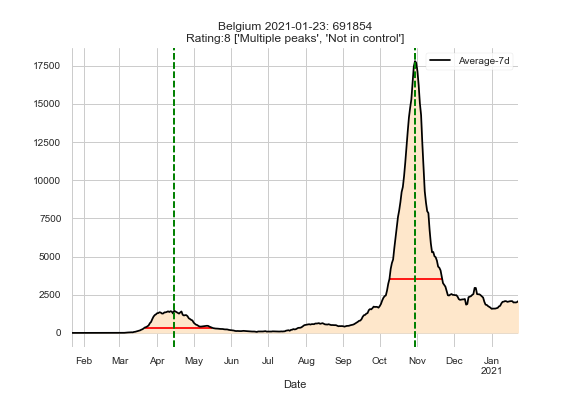 Belgium 2021-01-23: 691854
Rating:8 ['Multiple peaks', 'Not in control']
Average-7d
17500
15000
12500
10000
7500
5000
2500
0
Feb Mar Apr May Jun Jul Aug Sep Oct Nov Dec Jan
2021
Date